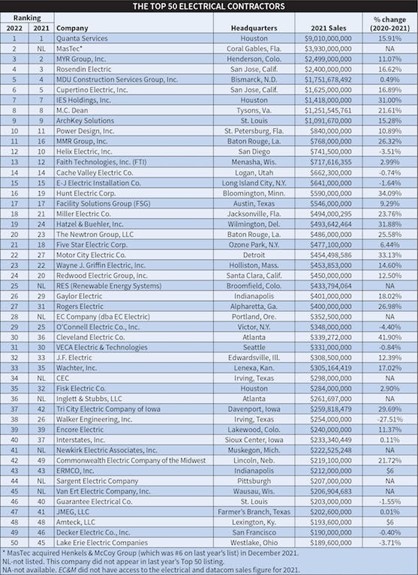 THE TOP 50 ELECTRICAL CONTRACTORS
Ranking % change
2022 2021 Company Headquarters 2021 Sales (2020-2021)
1 1 Quanta Services Houston $9,010,000,000 15.91%
2 NL MasTec* Coral Gables, Fla. $3,930,000,000 NA
3 2 MYR Group, Inc. Henderson, Colo. $2,499,000,000 11.07%
4 3 Rosendin Electric San Jose, Calif. $2,400,000,000 16.62%
5 4 MDU Construction Services Group, Inc. Bismarck, N.D. $1,751,678,492 0.49%
6 5 Cupertino Electric, Inc. San Jose, Calif. $1,625,000,000 16.89%
7 7 IES Holdings, Inc. Houston $1,418,000,000 31.00%
8 8 M.C. Dean Tysons, Va. $1,251,545,761 21.61%
9 9 ArchKey Solutions St. Louis $1,091,670,000 15.28%
10 11 Power Design, Inc. St. Petersburg, Fla. $840,000,000 10.89%
11 16 MMR Group, Inc. Baton Rouge, La. $768,000,000 26.32%
12 10 Helix Electric, Inc. San Diego $741,500,000 -3.51%
13 12 Faith Technologies, Inc. (FTI) Menasha, Wis. $717,616,355 2.99%
14 14 Cache Valley Electric Co. Logan, Utah $662,300,000 -0.74%
15 15 E-J Electric Installation Co. Long Island City, N.Y. $641,000,000 -1.64%
16 19 Hunt Electric Corp. Bloomington, Minn. $590,000,000 34.09%
17 17 Facility Solutions Group (FSG) Austin, Texas $546,000,000 9.29%
18 21 Miller Electric Co. Jacksonville, Fla. $494,000,295 23.76%
19 24 Hatzel & Buehler, Inc. Wilmington, Del. $493,642,464 31.88%
20 23 The Newtron Group, LLC Baton Rouge, La. $486,000,000 25.58%
21 18 Five Star Electric Corp. Ozone Park, N.Y. $477,100,000 6.44%
22 27 Motor City Electric Co. Detroit $454,498,586 33.13%
23 22 Wayne J. Griffin Electric, Inc. Holliston, Mass. $453,853,000 14.60%
24 20 Redwood Electric Group, Inc. Santa Clara, Calif. $450,000,000 12.50%
25 NL RES (Renewable Energy Systems) Broomfield, Colo. $433,794,064 NA
26 29 Gaylor Electric Indianapolis $401,000,000 18.02%
27 31 Rogers Electric Alpharetta, Ga. $400,000,000 26.98%
28 NL EC Company (dba EC Electric) Portland, Ore. $352,500,000 NA
29 25 O'Connell Electric Co., Inc. Victor, N.Y. $348,000,000 -4.40%
30 36 Cleveland Electric Co. Atlanta $339,272,000 41.90%
31 30 VECA Electric & Technologies Seattle $331,000,000 -0.84%
32 33 J.F. Electric Edwardsville, Ill. $308,500,000 12.39%
33 35 Wachter, Inc. Lenexa, Kan. $305,164,419 17.02%
34 NL CEC Irving, Texas $298,000,000 NA
35 32 Fisk Electric Co. Houston $284,000,000 2.90%
36 NL Inglett & Stubbs, LLC Atlanta $261,697,000 NA
37 42 Tri City Electric Company of Iowa Davenport, Iowa $259,818,479 29.69%
38 26 Walker Engineering, Inc. Irving, Texas $254,000,000 -27.51%
39 39 Encore Electric Lakewood, Colo. $240,000,000 11.37%
40 37 Interstates, Inc. Sioux Center, Iowa $233,340,449 0.11%
41 NL Newkirk Electric Associates, Inc. Muskegon, Mich. $222,525,248 NA
42 49 Commonwealth Electric Company of the Midwest Lincoln, Neb. $219,100,000 21.72%
43 43 ERMCO, Inc. Indianapolis $212,000,000 $6
44 NL Sargent Electric Company Pittsburgh $207,000,000 NA
45 NL Van Ert Electric Company, Inc. Wausau, Wis. $206,904,683 NA
46 40 Guarantee Electrical Co. St. Louis $203,000,000 -1.55%
47 41 JMEG, LLC Farmer's Branch, Texas $202,600,000 0.01%
48 48 Amteck, LLC Lexington, Ky. $193,600,000 $6
49 46 Decker Electric Co., Inc. San Francisco $190,000,000 -0.40%
50 45 Lake Erie Electric Companies Westlake, Ohio $189,600,000 -3.71%
* MasTec acquired Henkels & McCoy Group (which was #6 on last year's list) in December 2021.
NL-not listed. This company did not appear in last year's Top 50 listing.
NA-not available. EC&M did not have access to the electrical and datacom sales figure for 2021.